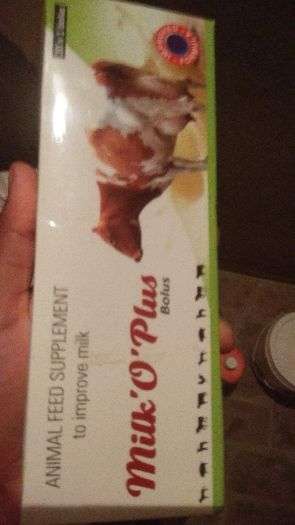 ANIMAL FEED SUPPLEMENT
to improve milk
Milk'O'Plus
Bolus